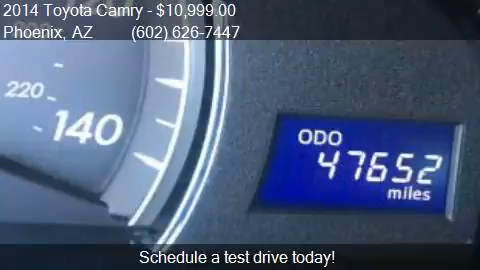 2014 Toyota Camry - $10,999.00
Phoenix, AZ (602) 626-7447
220
140
ODO
47652
miles
Schedule a test drive today!